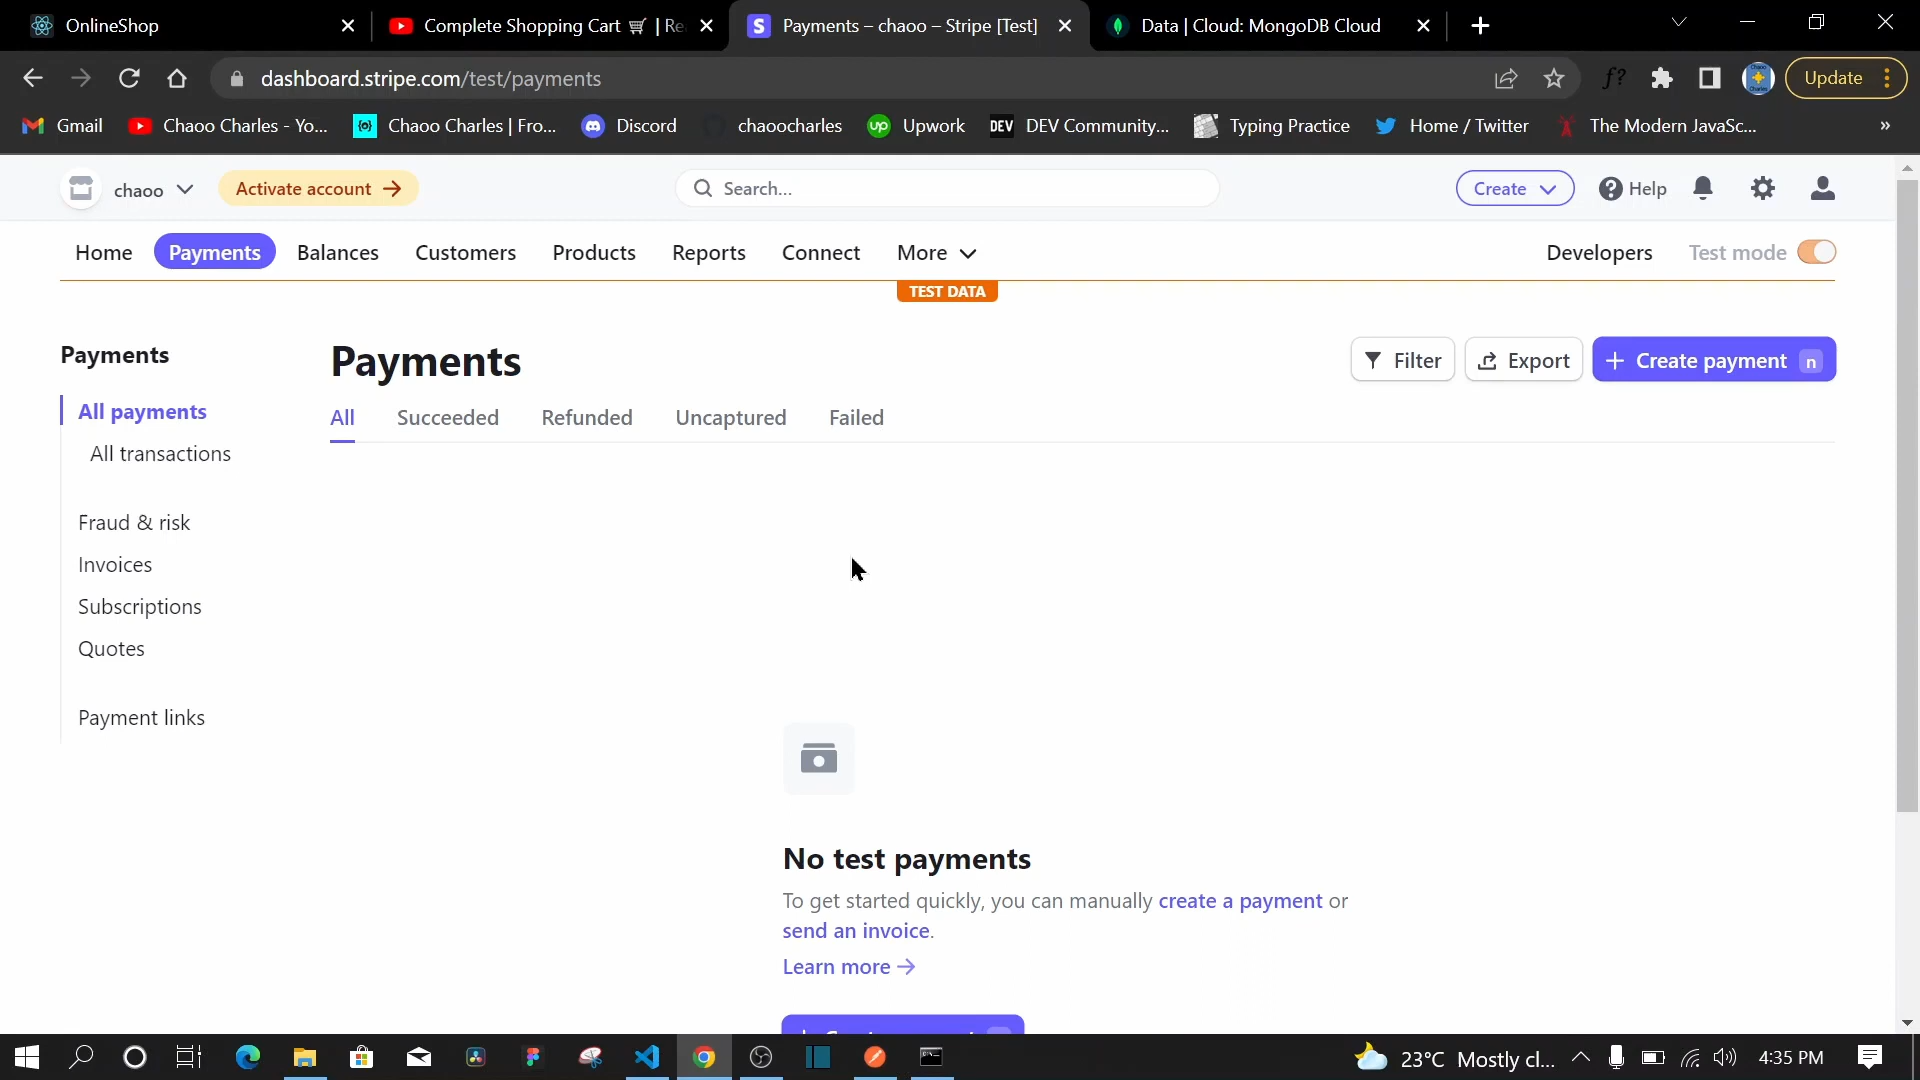 OnlineShop
Complete Shopping Cart 🛒 | Re
Payments – chaoo – Stripe [Test]
Data | Cloud: MongoDB Cloud
dashboard.stripe.com/test/payments
f?
Update
Gmail
Chaoo Charles - Yo...
Chaoo Charles | Fro...
Discord
chaoocharles
up
Upwork
DEV
DEV Community...
Typing Practice
Home / Twitter
The Modern JavaSc...
»
chaoo
Activate account →
Search...
Create
Help
Home
Payments
Balances
Customers
Products
Reports
Connect
More
Developers
Test mode
TEST DATA
Payments
All payments
All transactions
Fraud & risk
Invoices
Subscriptions
Quotes
Payment links
Payments
Filter
Export
+ Create payment n
All
Succeeded
Refunded
Uncaptured
Failed
No test payments
To get started quickly, you can manually create a payment or
send an invoice.
Learn more →
23°C Mostly cl...
4:35 PM